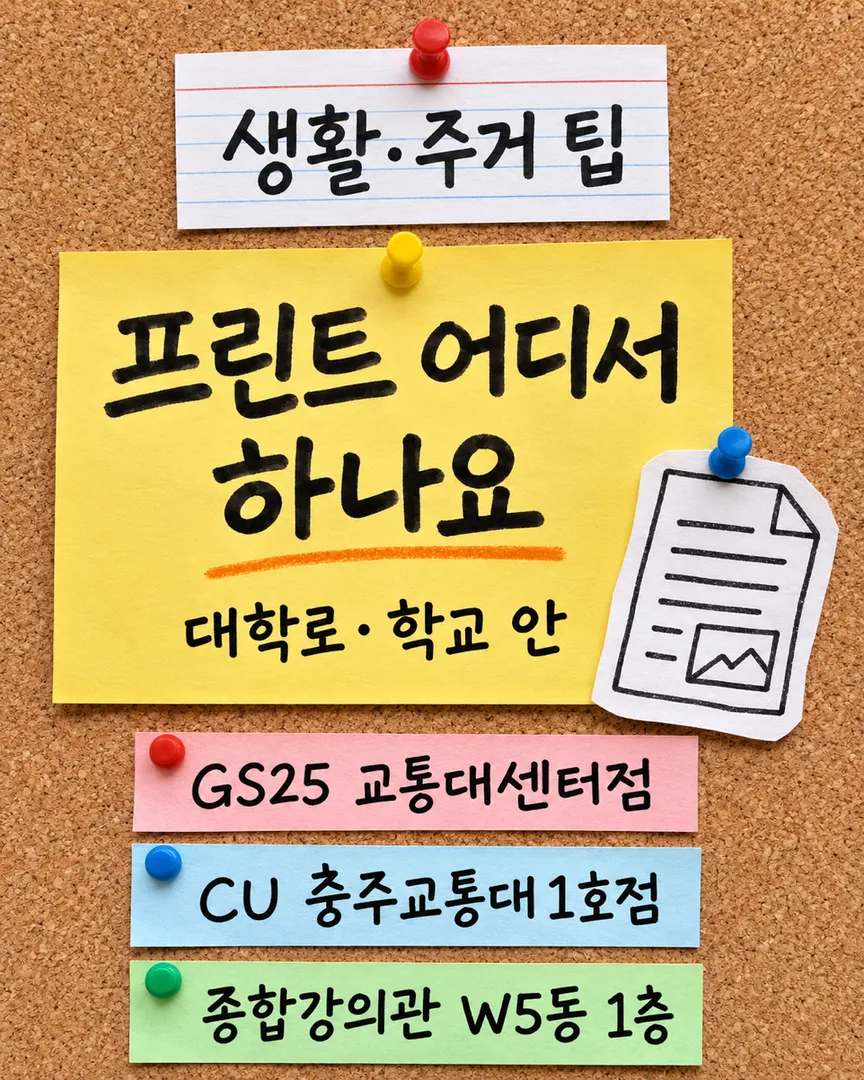 생활·주거 팁
프린트 어디서
하나요
대학로·학교 안
GS25 교통대센터점
CU 충주교통대1호점
종합강의관 W5동 1층